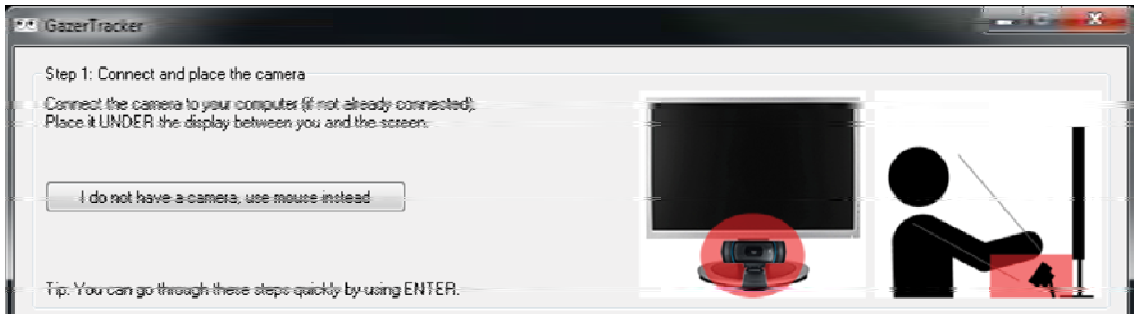 GazerTracker
Step 1: Connect and place the camera
Connect the camera to your computer (if not already connected).
Place it UNDER the display between you and the screen.
I do not have a camera, use mouse instead
Tip: You can go through these steps quickly by using ENTER.